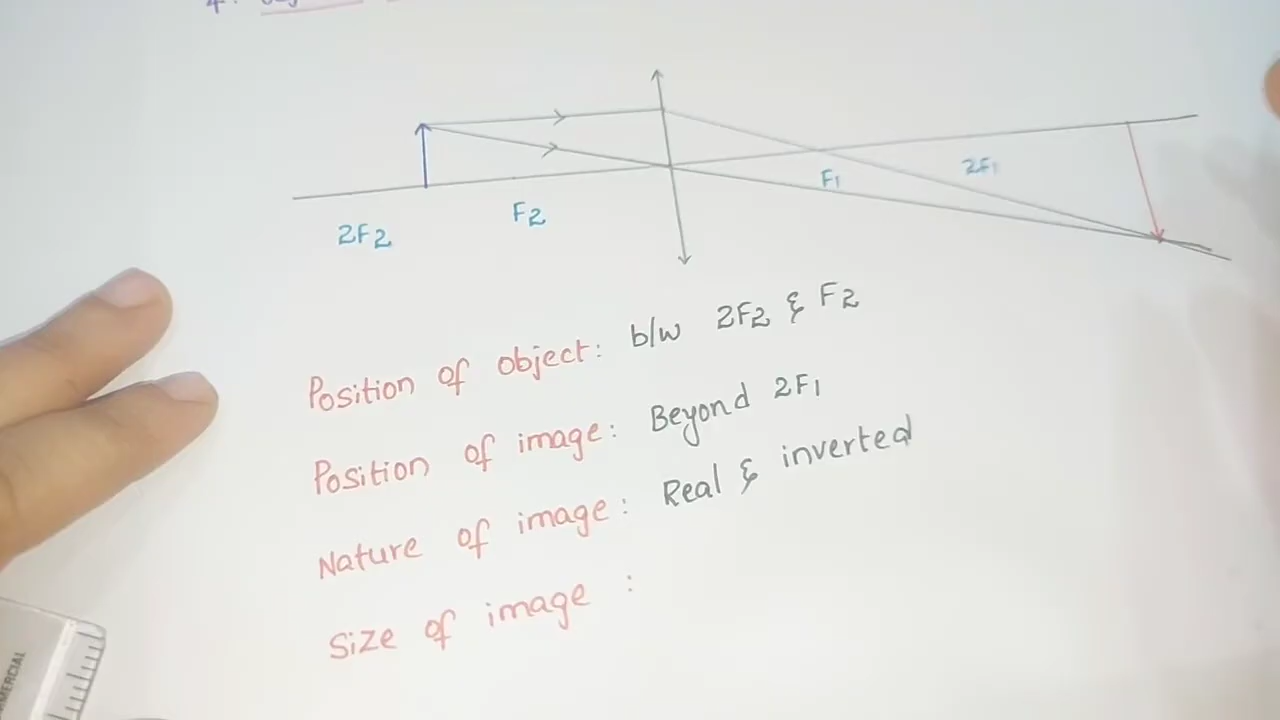 4.
2F2 F2 F1 2F1
Position of object: b/w 2F2 & F2
Position of image: Beyond 2F1
Nature of image: Real & inverted
Size of image :